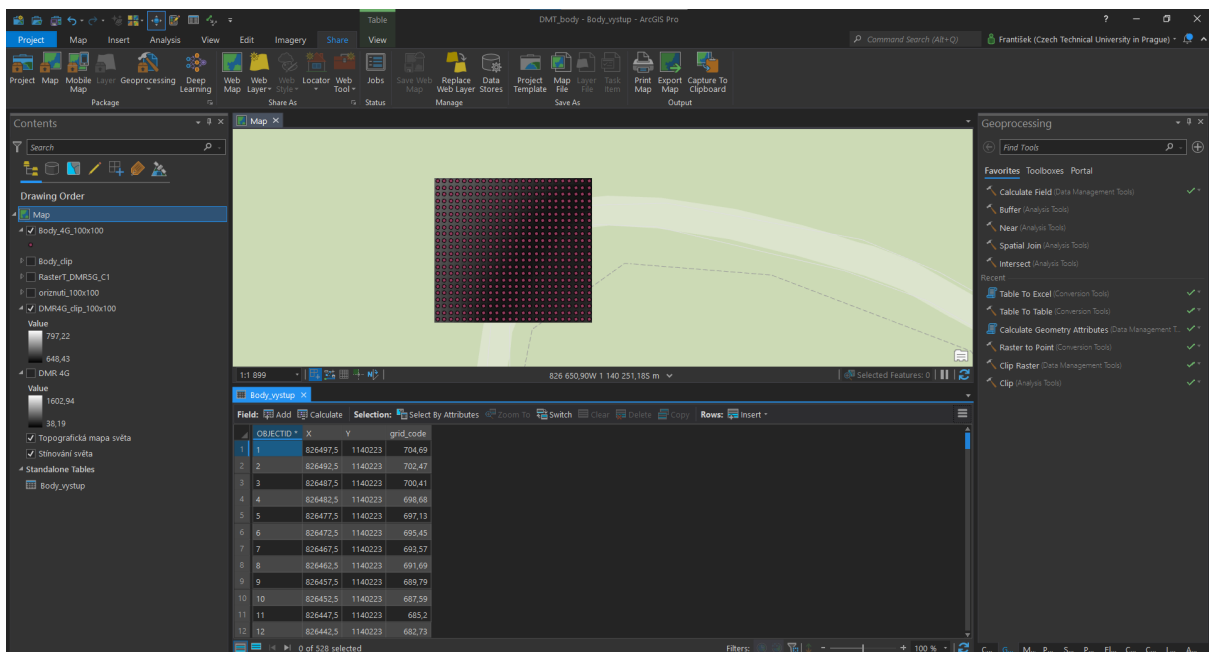 Table
DMT_body - Body_vystup - ArcGIS Pro
?
Project Map Insert Analysis View Edit Imagery Share View
Command Search (Alt+Q)
František (Czech Technical University in Prague)
Project Map Mobile Map Layer Geoprocessing Deep Learning
Web Map Web Layer Web Style Locator Web Tool Jobs Save Web Map Replace Web Layer Data Stores Project Template Map File Layer File Task Item Print Map Export Map Capture To Clipboard
Package Share As Status Manage Save As Output
Contents
Search
Drawing Order
Map
Body_4G_100x100
Body_clip
RasterT_DMR5G_C1
oriznuti_100x100
DMR4G_clip_100x100
Value
797,22
648,43
DMR 4G
Value
1602,94
38,19
Topografická mapa světa
Stínování světa
Standalone Tables
Body_vystup
Map
1:1 899
826 650,90W 1 140 251,18S m
Selected Features: 0
Body_vystup
Field: Add Calculate Selection: Select By Attributes Zoom To Switch Clear Delete Copy Rows: Insert
OBJECTID * X Y grid_code
1 1 826497,5 1140223 704,69
2 2 826492,5 1140223 702,47
3 3 826487,5 1140223 700,41
4 4 826482,5 1140223 698,68
5 5 826477,5 1140223 697,13
6 6 826472,5 1140223 695,45
7 7 826467,5 1140223 693,57
8 8 826462,5 1140223 691,69
9 9 826457,5 1140223 689,79
10 10 826452,5 1140223 687,59
11 11 826447,5 1140223 685,2
12 12 826442,5 1140223 682,73
0 of 528 selected
Filters:
100 %
Geoprocessing
Find Tools
Favorites Toolboxes Portal
Calculate Field (Data Management Tools)
Buffer (Analysis Tools)
Near (Analysis Tools)
Spatial Join (Analysis Tools)
Intersect (Analysis Tools)
Recent
Table To Excel (Conversion Tools)
Table To Table (Conversion Tools)
Calculate Geometry Attributes (Data Management T...
Raster to Point (Conversion Tools)
Clip Raster (Data Management Tools)
Clip (Analysis Tools)
C... G... M... P... S... P... El... C... C... L... A...